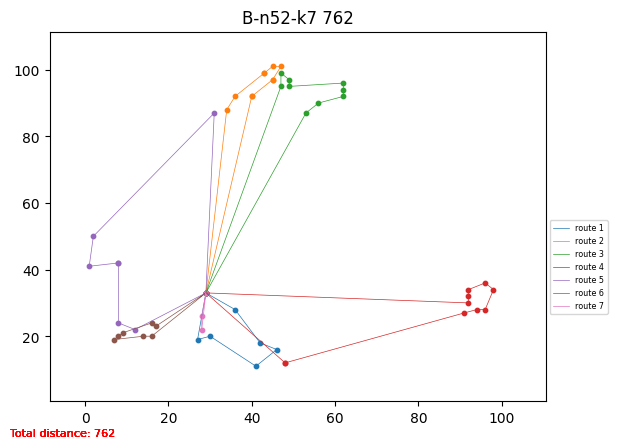 B-n52-k7 762
100
80
60
40
20
0 20 40 60 80 100
route 1
route 2
route 3
route 4
route 5
route 6
route 7
Total distance: 762